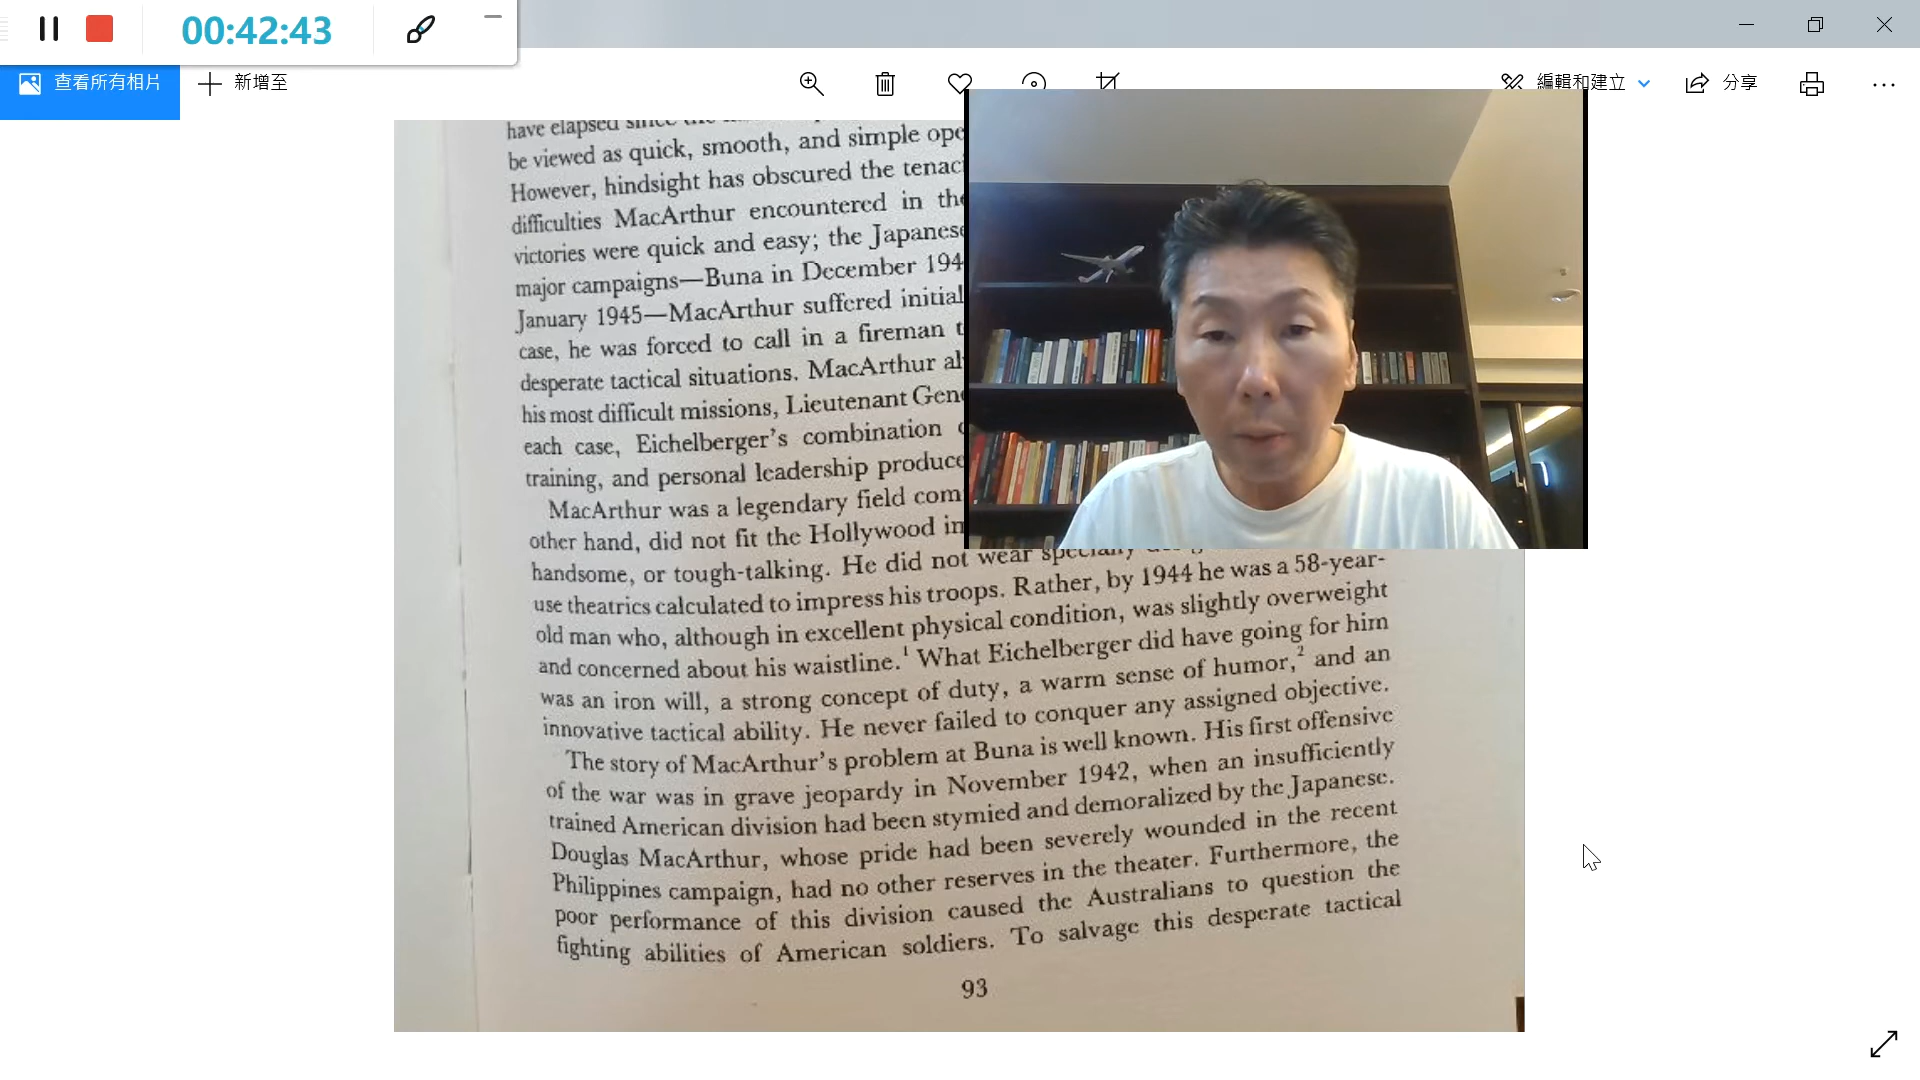 00:42:43
查看所有相片
新增至
編輯和建立
分享
have elapsed since the
be viewed as quick, smooth, and simple ope
However, hindsight has obscured the tenac
difficulties MacArthur encountered in the
victories were quick and easy; the Japanese
major campaigns—Buna in December 194
January 1945—MacArthur suffered initial
case, he was forced to call in a fireman t
desperate tactical situations. MacArthur al
his most difficult missions, Lieutenant Gene
each case, Eichelberger's combination
training, and personal leadership produce
MacArthur was a legendary field com
other hand, did not fit the Hollywood im
handsome, or tough-talking. He did not wear specially
use theatrics calculated to impress his troops. Rather, by 1944 he was a 58-year-
old man who, although in excellent physical condition, was slightly overweight
and concerned about his waistline.¹ What Eichelberger did have going for him
was an iron will, a strong concept of duty, a warm sense of humor,² and an
innovative tactical ability. He never failed to conquer any assigned objective.
The story of MacArthur's problem at Buna is well known. His first offensive
of the war was in grave jeopardy in November 1942, when an insufficiently
trained American division had been stymied and demoralized by the Japanese.
Douglas MacArthur, whose pride had been severely wounded in the recent
Philippines campaign, had no other reserves in the theater. Furthermore, the
poor performance of this division caused the Australians to question the
fighting abilities of American soldiers. To salvage this desperate tactical
93